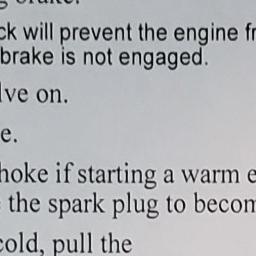 ck will prevent the engine fr
brake is not engaged.
lve on.
e.
hoke if starting a warm e
the spark plug to becom
cold, pull the